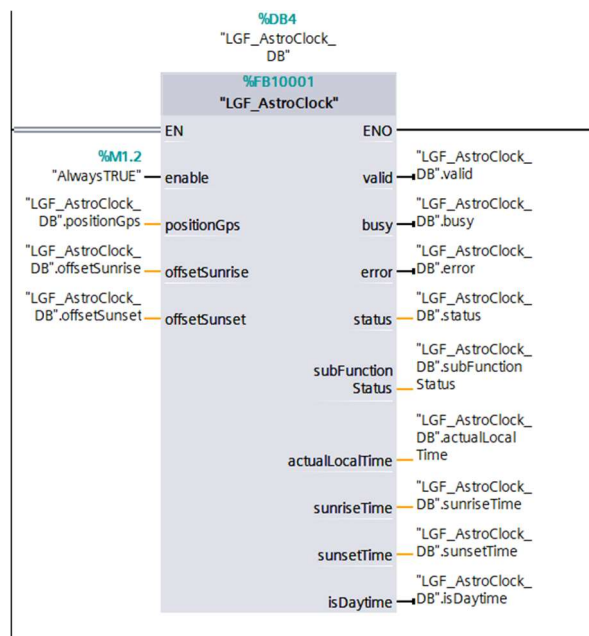 %DB4
"LGF_AstroClock_
DB"
%FB10001
"LGF_AstroClock"
EN
ENO
%M1.2
"AlwaysTRUE"
enable
valid
"LGF_AstroClock_
DB".valid
"LGF_AstroClock_
DB".positionGps
positionGps
busy
"LGF_AstroClock_
DB".busy
"LGF_AstroClock_
DB".offsetSunrise
offsetSunrise
error
"LGF_AstroClock_
DB".error
"LGF_AstroClock_
DB".offsetSunset
offsetSunset
status
"LGF_AstroClock_
DB".status
subFunction
Status
"LGF_AstroClock_
DB".subFunction
Status
actualLocalTime
"LGF_AstroClock_
DB".actualLocal
Time
sunriseTime
"LGF_AstroClock_
DB".sunriseTime
sunsetTime
"LGF_AstroClock_
DB".sunsetTime
isDaytime
"LGF_AstroClock_
DB".isDaytime